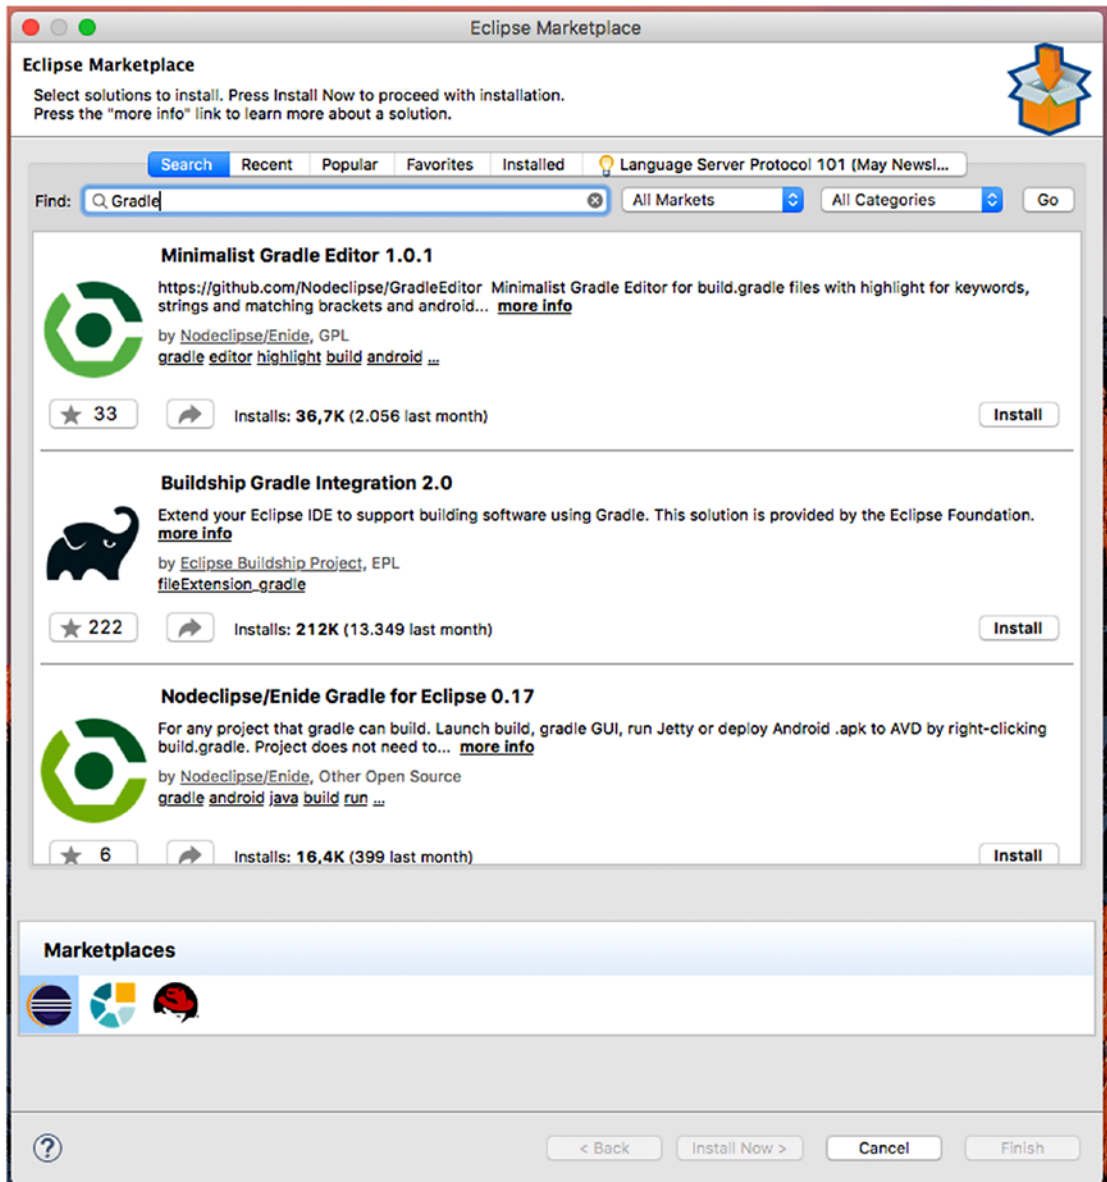 Eclipse Marketplace
Eclipse Marketplace
Select solutions to install. Press Install Now to proceed with installation.
Press the "more info" link to learn more about a solution.
Search Recent Popular Favorites Installed Language Server Protocol 101 (May Newsl...
Find: Gradle All Markets All Categories Go
Minimalist Gradle Editor 1.0.1
https://github.com/Nodeclipse/GradleEditor Minimalist Gradle Editor for build.gradle files with highlight for keywords,
strings and matching brackets and android... more info
by Nodeclipse/Enide, GPL
gradle editor highlight build android ...
33 Installs: 36,7K (2.056 last month) Install
Buildship Gradle Integration 2.0
Extend your Eclipse IDE to support building software using Gradle. This solution is provided by the Eclipse Foundation.
more info
by Eclipse Buildship Project, EPL
fileExtension_gradle
222 Installs: 212K (13.349 last month) Install
Nodeclipse/Enide Gradle for Eclipse 0.17
For any project that gradle can build. Launch build, gradle GUI, run Jetty or deploy Android .apk to AVD by right-clicking
build.gradle. Project does not need to... more info
by Nodeclipse/Enide, Other Open Source
gradle android java build run ...
6 Installs: 16,4K (399 last month) Install
Marketplaces
? < Back Install Now > Cancel Finish